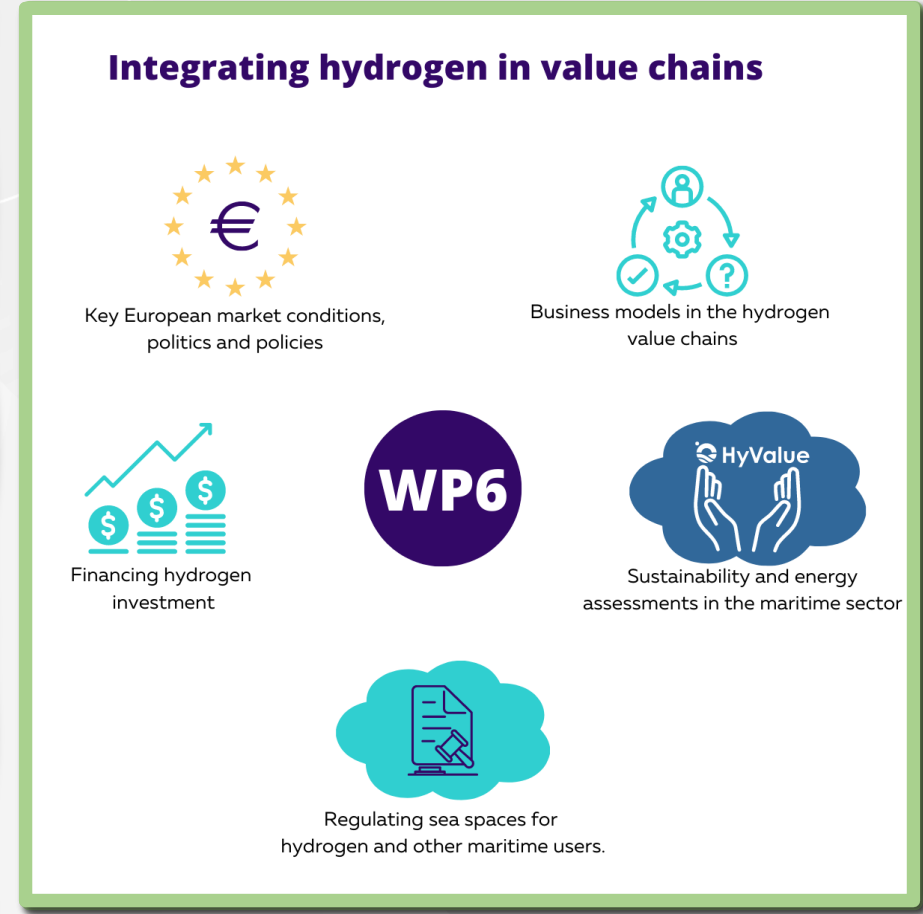 Integrating hydrogen in value chains
€
Key European market conditions,
politics and policies
?
Business models in the hydrogen
value chains
$ $ $
Financing hydrogen
investment
WP6
HyValue
Sustainability and energy
assessments in the maritime sector
Regulating sea spaces for
hydrogen and other maritime users.